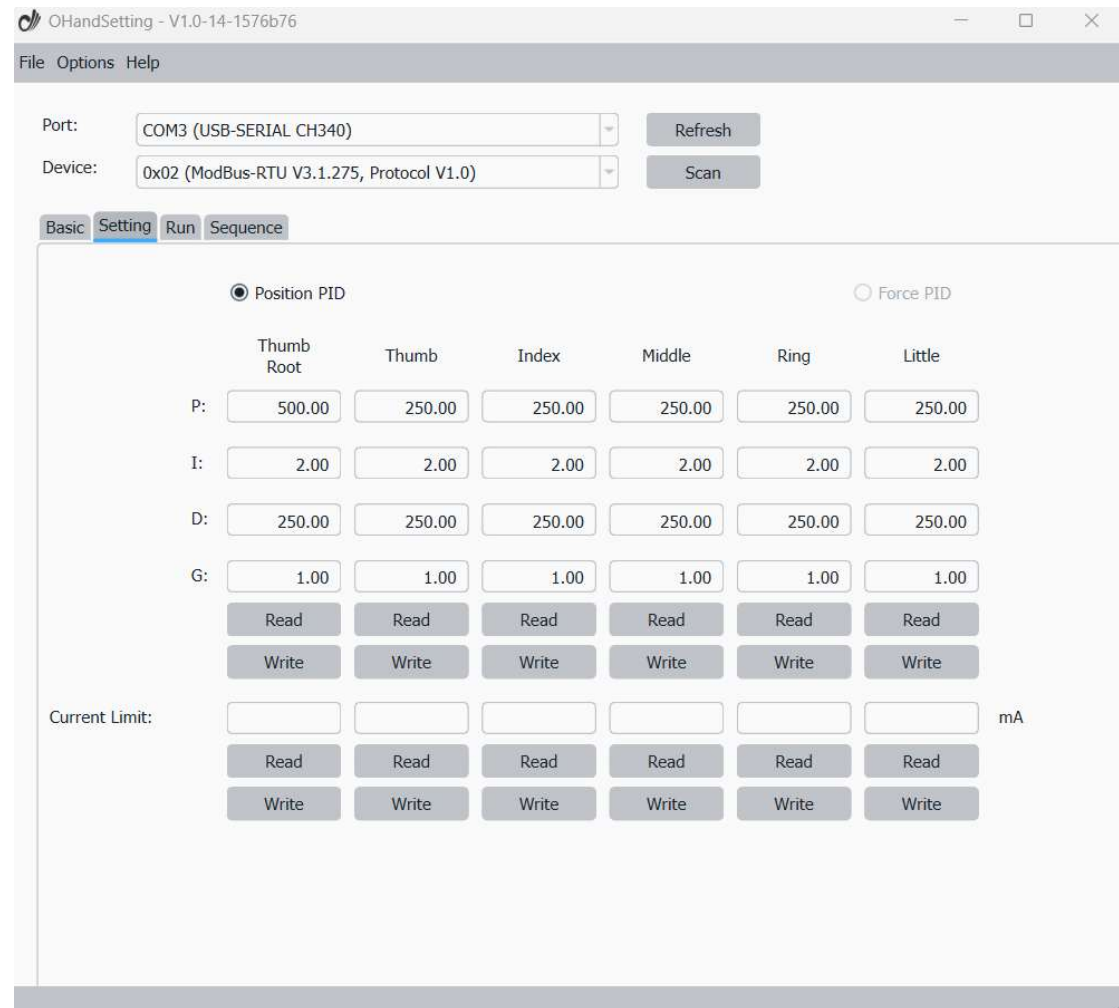 OHandSetting - V1.0-14-1576b76
File Options Help
Port: COM3 (USB-SERIAL CH340) Refresh
Device: 0x02 (ModBus-RTU V3.1.275, Protocol V1.0) Scan
Basic Setting Run Sequence
Position PID Force PID
Thumb Root Thumb Index Middle Ring Little
P: 500.00 250.00 250.00 250.00 250.00 250.00
I: 2.00 2.00 2.00 2.00 2.00 2.00
D: 250.00 250.00 250.00 250.00 250.00 250.00
G: 1.00 1.00 1.00 1.00 1.00 1.00
Read Read Read Read Read Read
Write Write Write Write Write Write
Current Limit: mA
Read Read Read Read Read Read
Write Write Write Write Write Write